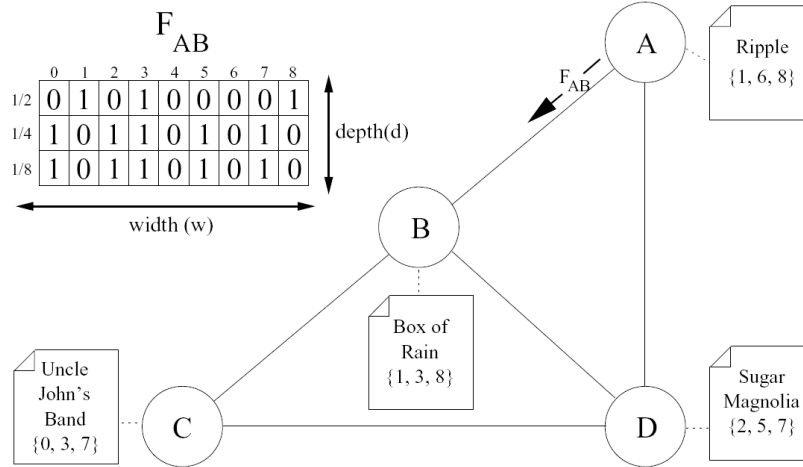 F_AB
0 1 2 3 4 5 6 7 8
1/2 0 1 0 1 0 0 0 0 1
1/4 1 0 1 1 0 1 0 1 0
1/8 1 0 1 1 0 1 0 1 0
depth(d)
width (w)
A
F_AB
Ripple
{1, 6, 8}
B
Box of
Rain
{1, 3, 8}
Uncle
John's
Band
{0, 3, 7}
C
D
Sugar
Magnolia
{2, 5, 7}